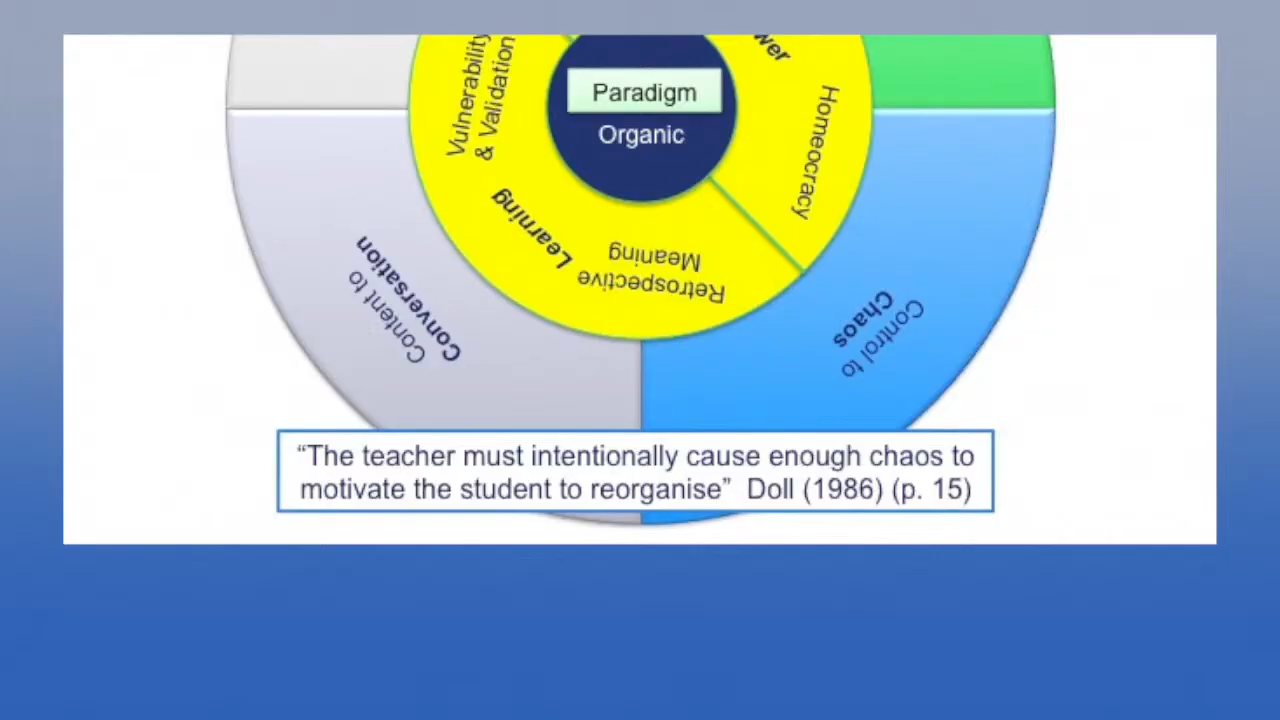 Vulnerability
& Validation
wer
Homeocracy
Paradigm
Organic
Learning
Retrospective
Meaning
Content to
Conversation
Control to
Chaos
“The teacher must intentionally cause enough chaos to
motivate the student to reorganise” Doll (1986) (p. 15)